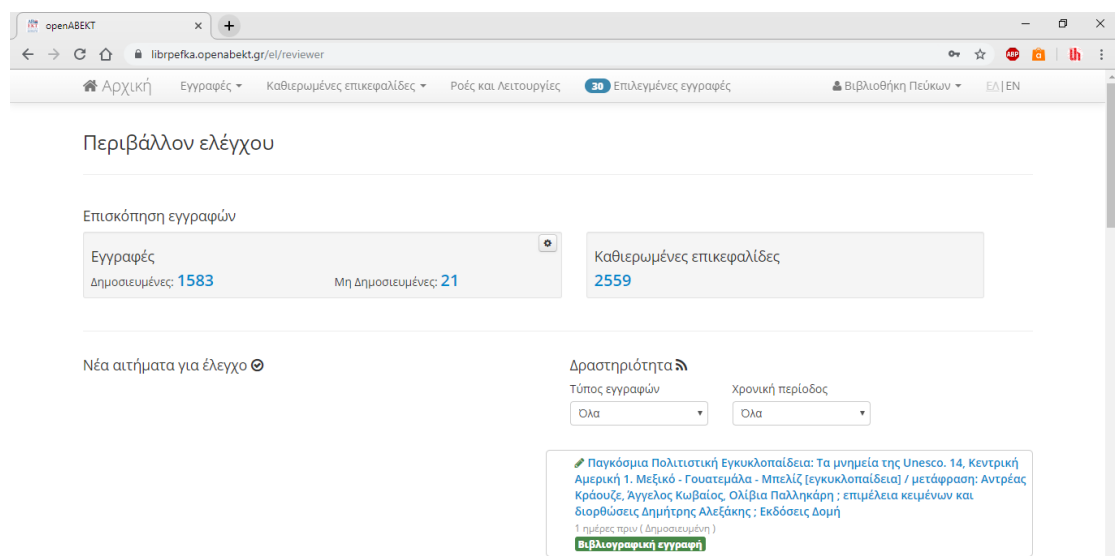 openABEKT
librpefka.openabekt.gr/el/reviewer
ABP
Αρχική Εγγραφές Καθιερωμένες επικεφαλίδες Ροές και Λειτουργίες 30 Επιλεγμένες εγγραφές Βιβλιοθήκη Πεύκων ΕΛ|EN
Περιβάλλον ελέγχου
Επισκόπηση εγγραφών
Εγγραφές
Δημοσιευμένες: 1583 Μη Δημοσιευμένες: 21
Καθιερωμένες επικεφαλίδες
2559
Νέα αιτήματα για έλεγχο
Δραστηριότητα
Τύπος εγγραφών Χρονική περίοδος
Όλα Όλα
Παγκόσμια Πολιτιστική Εγκυκλοπαίδεια: Τα μνημεία της Unesco. 14, Κεντρική
Αμερική 1. Μεξικό - Γουατεμάλα - Μπελίζ [εγκυκλοπαίδεια] / μετάφραση: Αντρέας
Κράουζε, Άγγελος Κωβαίος, Ολίβια Παλληκάρη ; επιμέλεια κειμένων και
διορθώσεις Δημήτρης Αλεξάκης ; Εκδόσεις Δομή
1 ημέρες πριν ( Δημοσιευμένη )
Βιβλιογραφική εγγραφή